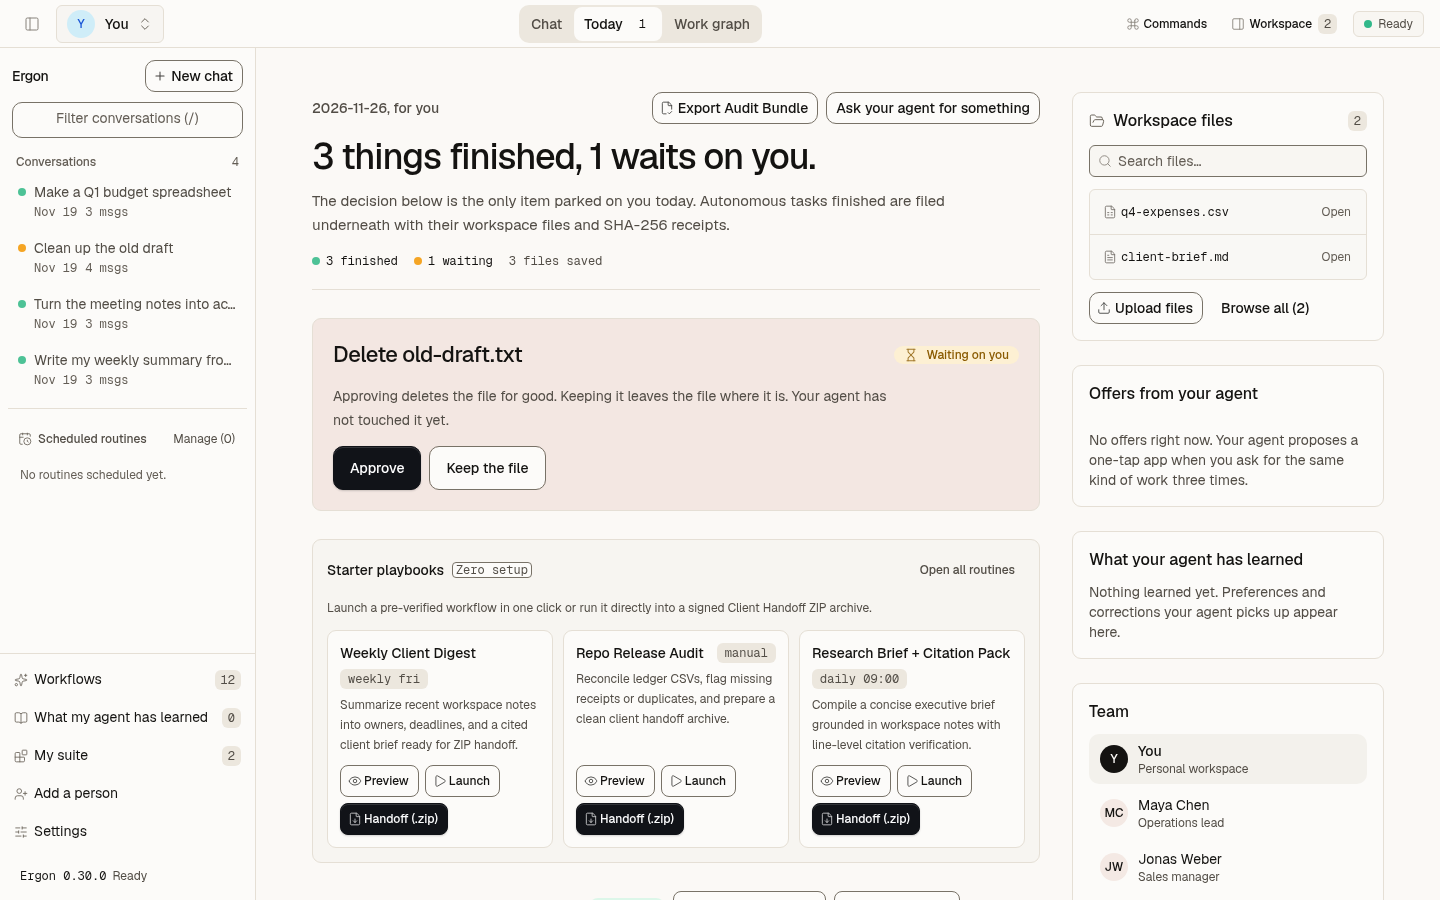 Y You
Chat Today 1 Work graph
Commands Workspace 2 Ready
Ergon
New chat
Filter conversations (/)
Conversations 4
Make a Q1 budget spreadsheet
Nov 19 3 msgs
Clean up the old draft
Nov 19 4 msgs
Turn the meeting notes into ac…
Nov 19 3 msgs
Write my weekly summary fro…
Nov 19 3 msgs
Scheduled routines Manage (0)
No routines scheduled yet.
Workflows 12
What my agent has learned 0
My suite 2
Add a person
Settings
Ergon 0.30.0 Ready
2026-11-26, for you
Export Audit Bundle
Ask your agent for something
3 things finished, 1 waits on you.
The decision below is the only item parked on you today. Autonomous tasks finished are filed
underneath with their workspace files and SHA-256 receipts.
3 finished 1 waiting 3 files saved
Delete old-draft.txt
Waiting on you
Approving deletes the file for good. Keeping it leaves the file where it is. Your agent has
not touched it yet.
Approve Keep the file
Starter playbooks Zero setup Open all routines
Launch a pre-verified workflow in one click or run it directly into a signed Client Handoff ZIP archive.
Weekly Client Digest
weekly fri
Summarize recent workspace notes
into owners, deadlines, and a cited
client brief ready for ZIP handoff.
Preview Launch
Handoff (.zip)
Repo Release Audit manual
Reconcile ledger CSVs, flag missing
receipts or duplicates, and prepare a
clean client handoff archive.
Preview Launch
Handoff (.zip)
Research Brief + Citation Pack
daily 09:00
Compile a concise executive brief
grounded in workspace notes with
line-level citation verification.
Preview Launch
Handoff (.zip)
Workspace files 2
Search files…
q4-expenses.csv Open
client-brief.md Open
Upload files Browse all (2)
Offers from your agent
No offers right now. Your agent proposes a
one-tap app when you ask for the same
kind of work three times.
What your agent has learned
Nothing learned yet. Preferences and
corrections your agent picks up appear
here.
Team
Y You
Personal workspace
MC Maya Chen
Operations lead
JW Jonas Weber
Sales manager